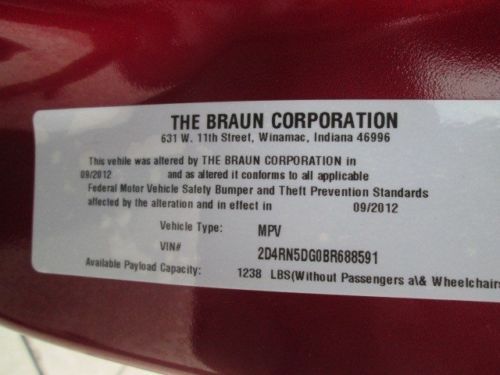 THE BRAUN CORPORATION
631 W. 11th Street, Winamac, Indiana 46996
This vehile was altered by THE BRAUN CORPORATION in
09/2012 and as altered it conforms to all applicable
Federal Motor Vehicle Safety Bumper and Theft Prevention Standards
affected by the alteration and in effect in 09/2012
Vehicle Type: MPV
VIN# 2D4RN5DG0BR688591
Available Payload Capacity: 1238 LBS(Without Passengers a\& Wheelchairs